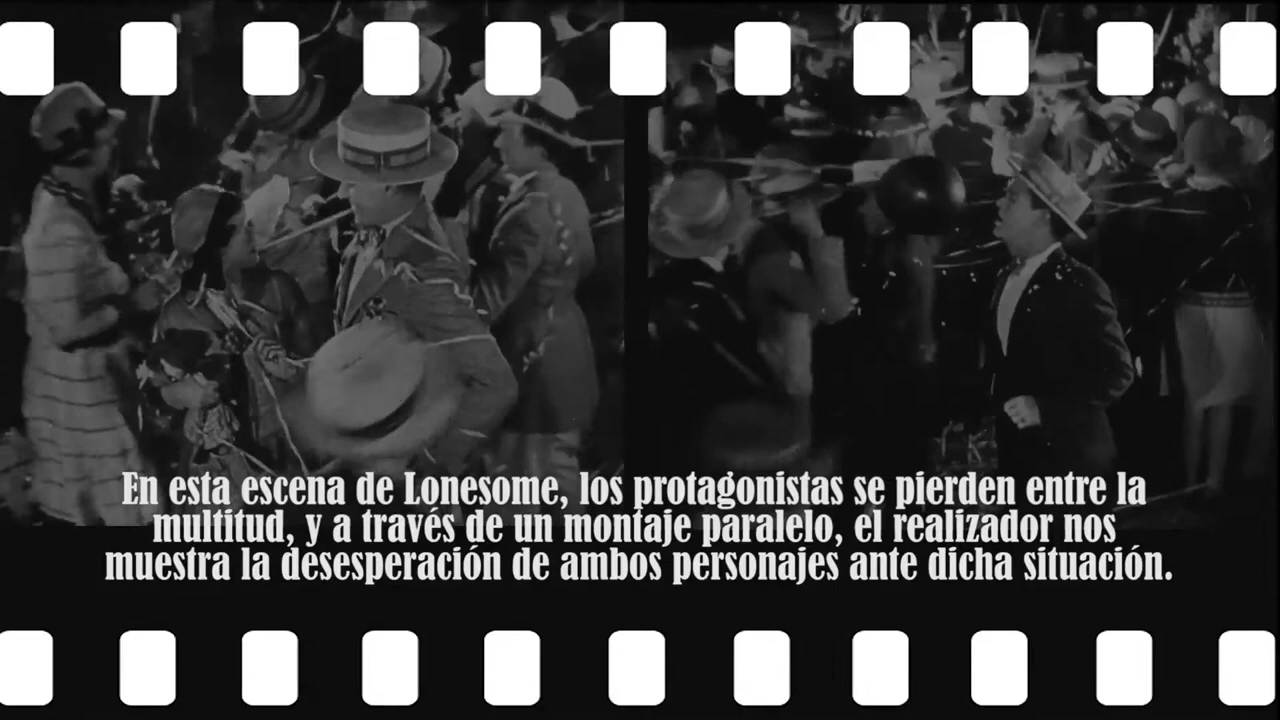 En esta escena de Lonesome, los protagonistas se pierden entre la
multitud, y a través de un montaje paralelo, el realizador nos
muestra la desesperación de ambos personajes ante dicha situación.